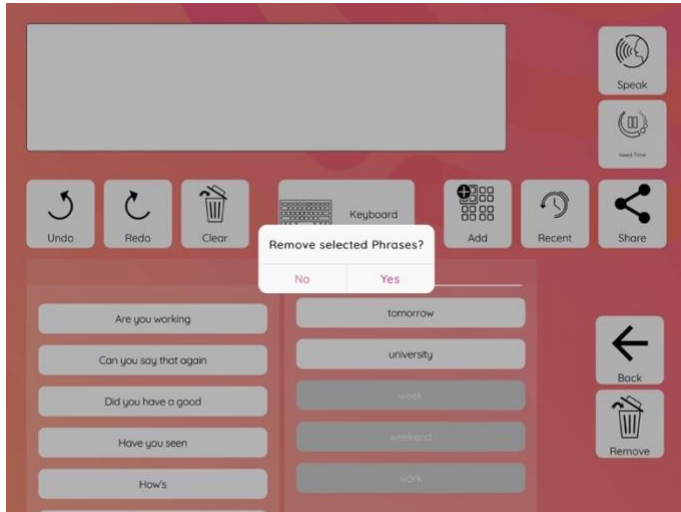 Speak
Need Time
Undo
Redo
Clear
Keyboard
Add
Recent
Share
Remove selected Phrases?
No
Yes
Are you working
Can you say that again
Did you have a good
Have you seen
How's
tomorrow
university
week
weekend
work
Back
Remove